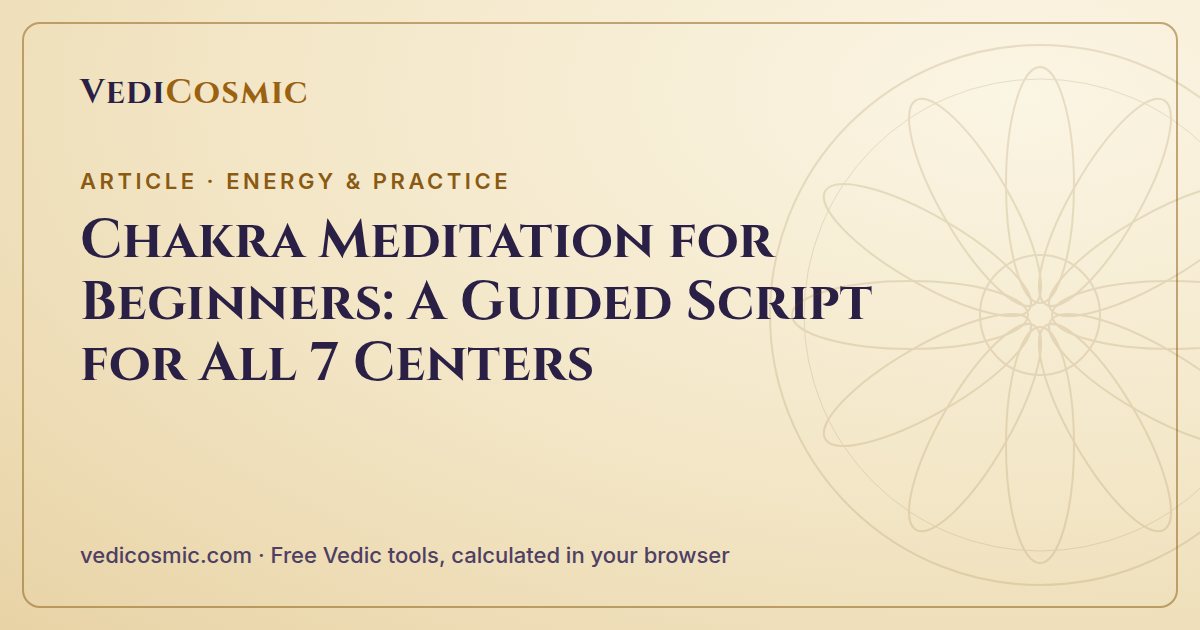 VediCosmic
ARTICLE · ENERGY & PRACTICE
Chakra Meditation for
Beginners: A Guided Script
for All 7 Centers
vedicosmic.com · Free Vedic tools, calculated in your browser